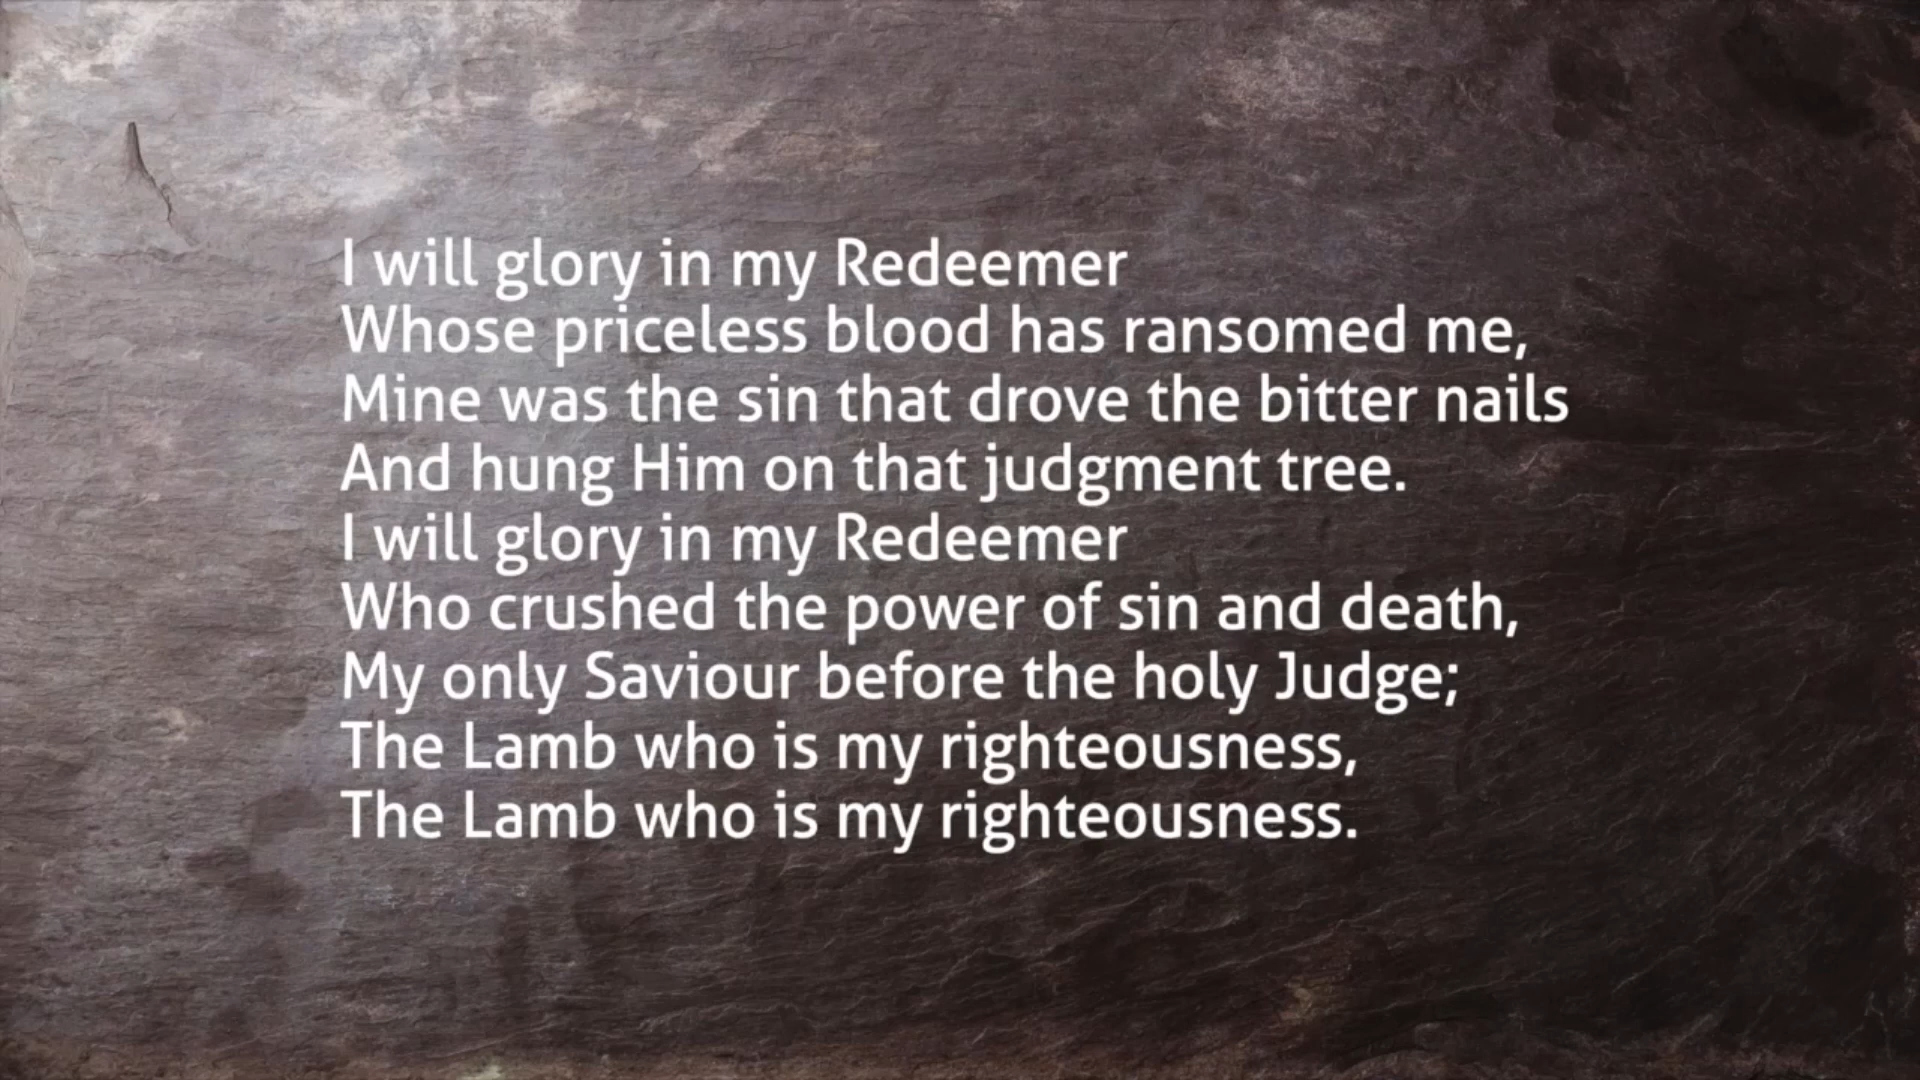 I will glory in my Redeemer
Whose priceless blood has ransomed me,
Mine was the sin that drove the bitter nails
And hung Him on that judgment tree.
I will glory in my Redeemer
Who crushed the power of sin and death,
My only Saviour before the holy Judge;
The Lamb who is my righteousness,
The Lamb who is my righteousness.